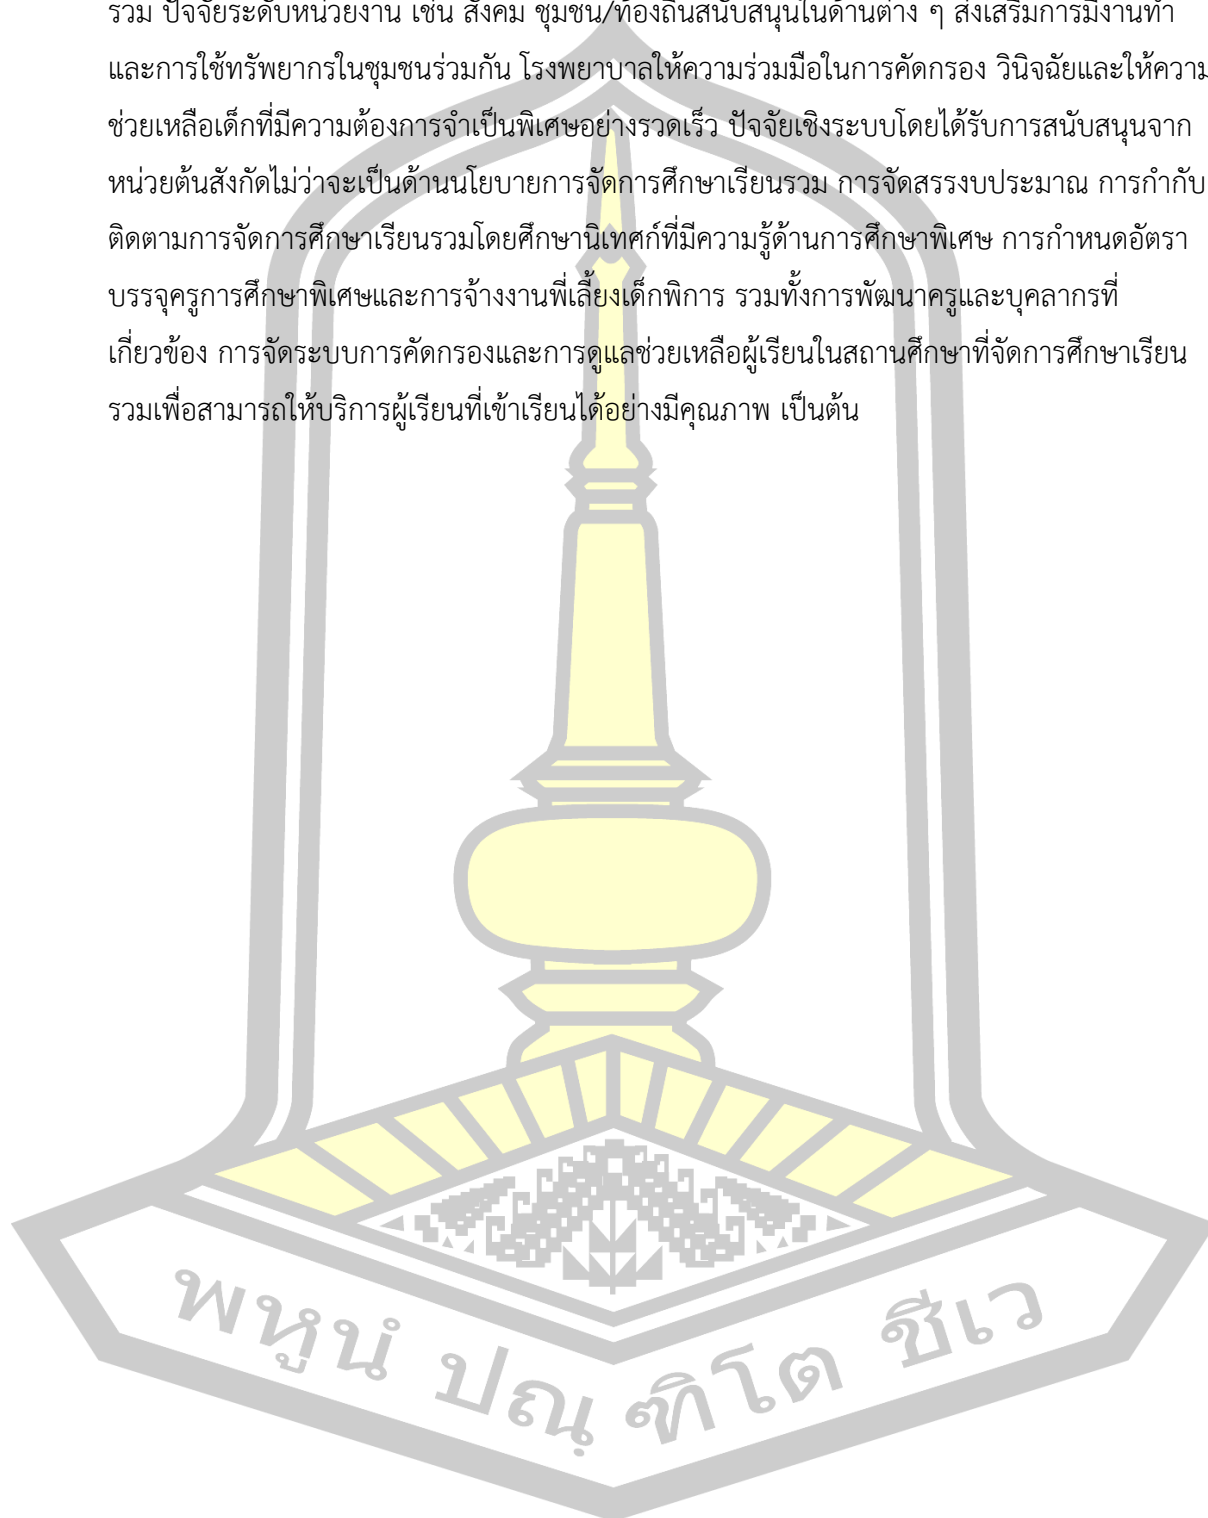 รวม ปัจจัยระดับหน่วยงาน เช่น สังคม ชุมชน/ท้องถิ่นสนับสนุนในด้านต่าง ๆ ส่งเสริมการมีงานทำ
และการใช้ทรัพยากรในชุมชนร่วมกัน โรงพยาบาลให้ความร่วมมือในการคัดกรอง วินิจฉัยและให้ความ
ช่วยเหลือเด็กที่มีความต้องการจำเป็นพิเศษอย่างรวดเร็ว ปัจจัยเชิงระบบโดยได้รับการสนับสนุนจาก
หน่วยต้นสังกัดไม่ว่าจะเป็นด้านนโยบายการจัดการศึกษาเรียนรวม การจัดสรรงบประมาณ การกำกับ
ติดตามการจัดการศึกษาเรียนรวมโดยศึกษานิเทศก์ที่มีความรู้ด้านการศึกษาพิเศษ การกำหนดอัตรา
บรรจุครูการศึกษาพิเศษและการจ้างงานพี่เลี้ยงเด็กพิการ รวมทั้งการพัฒนาครูและบุคลากรที่
เกี่ยวข้อง การจัดระบบการคัดกรองและการดูแลช่วยเหลือผู้เรียนในสถานศึกษาที่จัดการศึกษาเรียน
รวมเพื่อสามารถให้บริการผู้เรียนที่เข้าเรียนได้อย่างมีคุณภาพ เป็นต้น
พหูนํ ปณฺฑิโต ชีเว